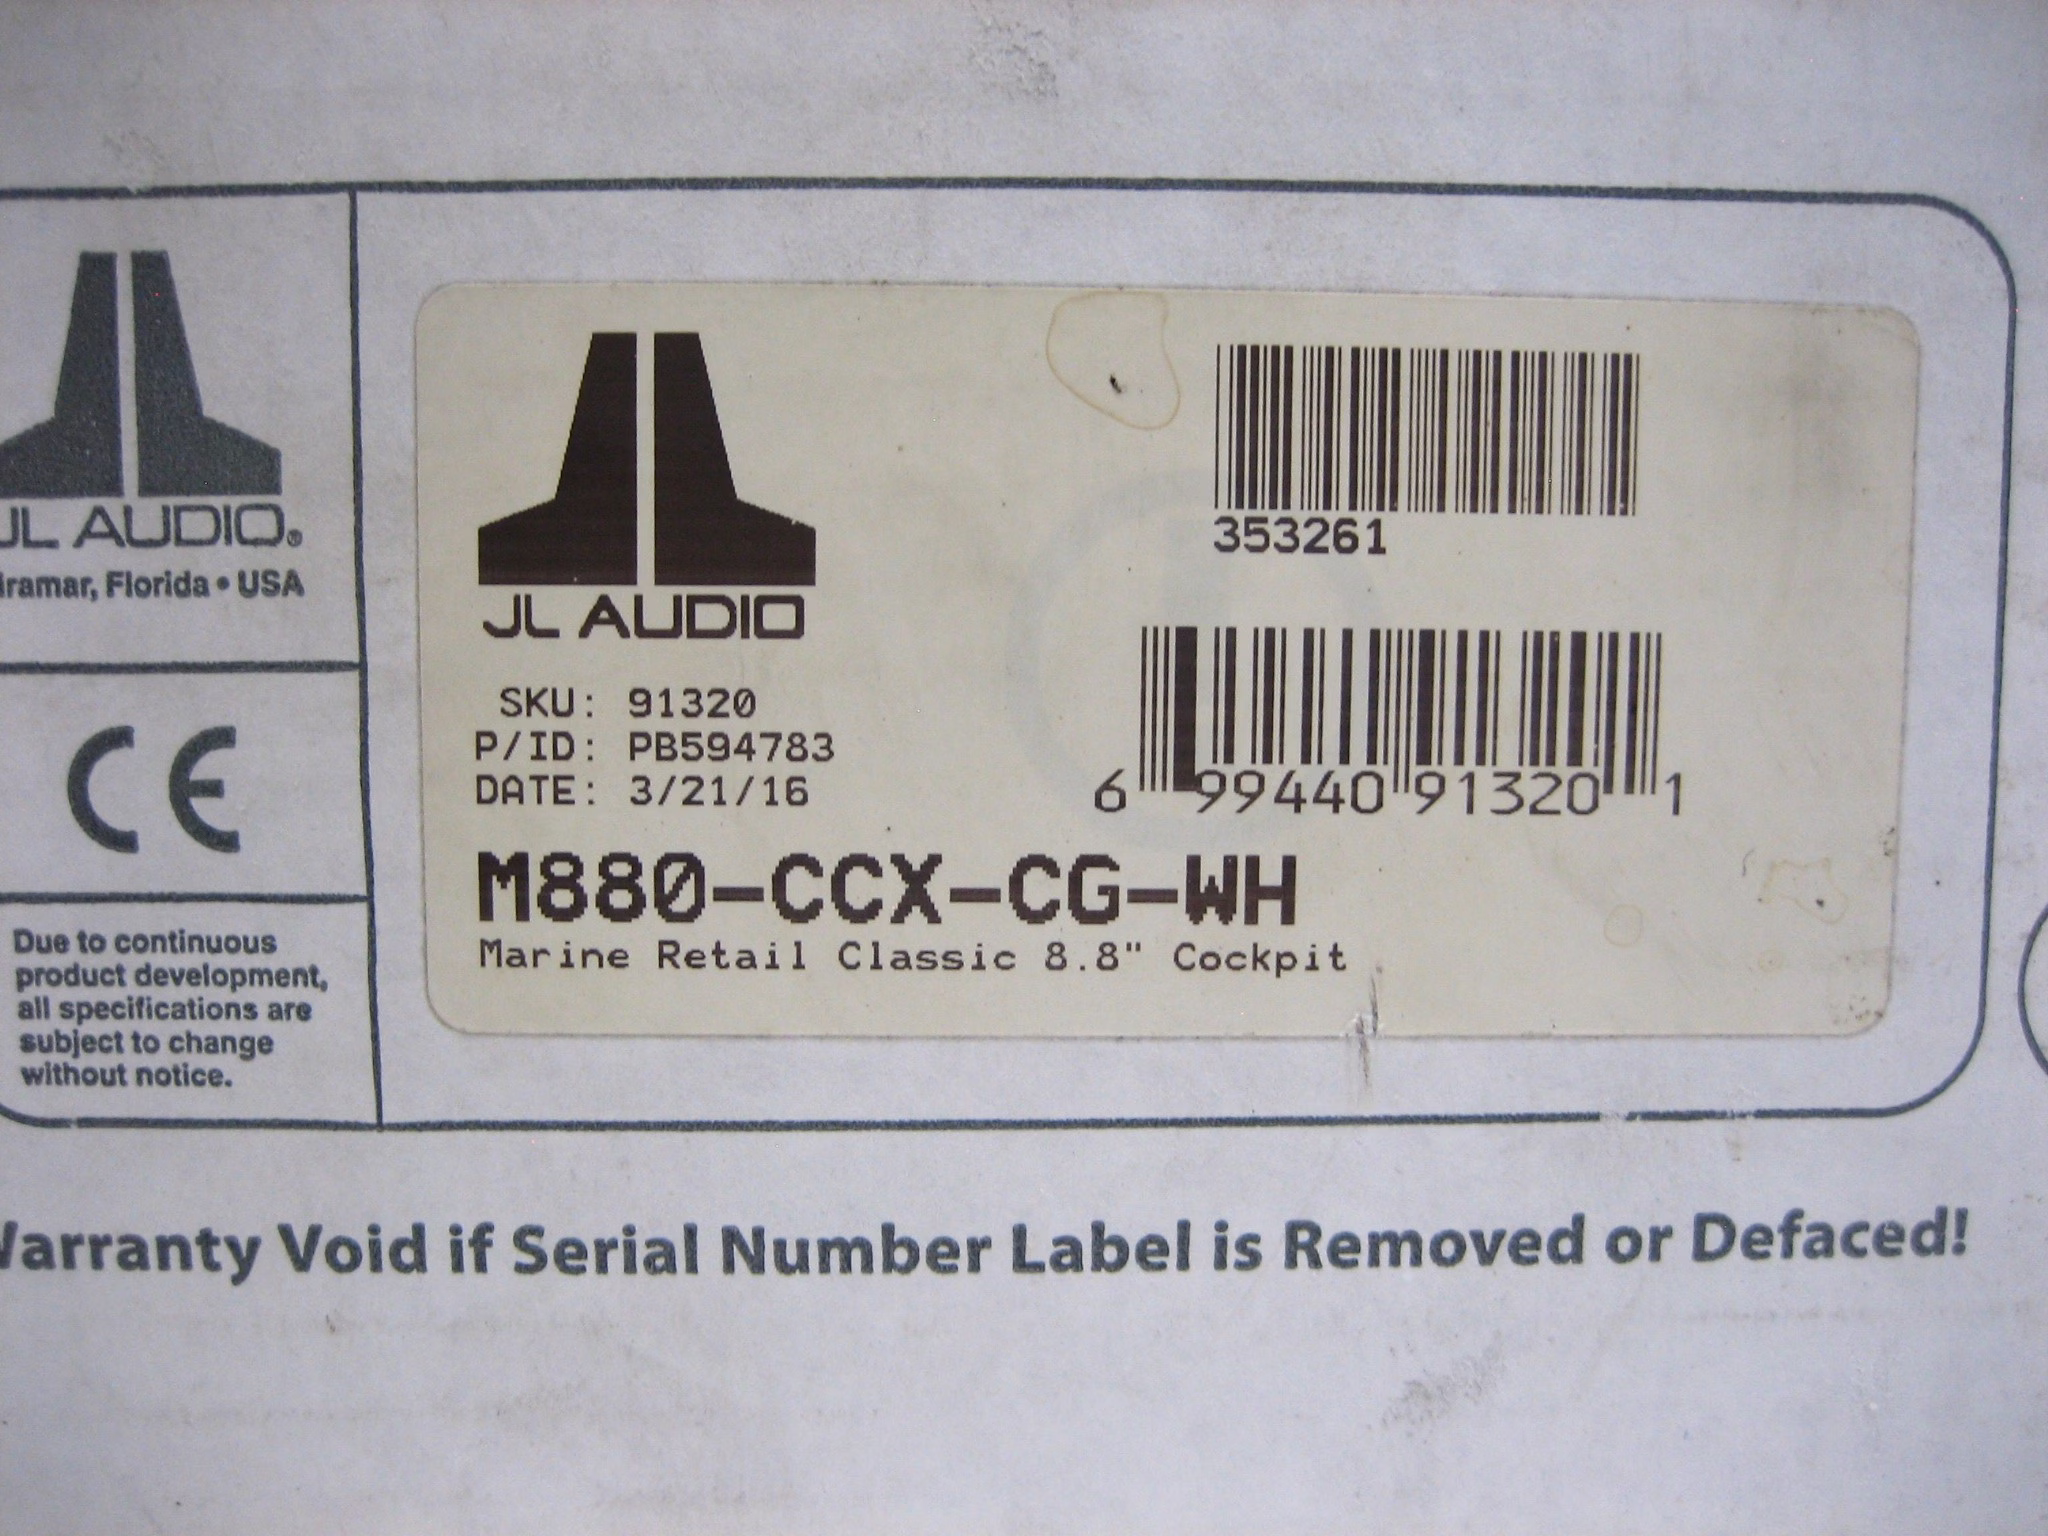 JL AUDIO®
iramar, Florida • USA
CE
Due to continuous
product development,
all specifications are
subject to change
without notice.
JL AUDIO
SKU: 91320
P/ID: PB594783
DATE: 3/21/16
353261
6 99440 91320 1
M880-CCX-CG-WH
Marine Retail Classic 8.8" Cockpit
Warranty Void if Serial Number Label is Removed or Defaced!